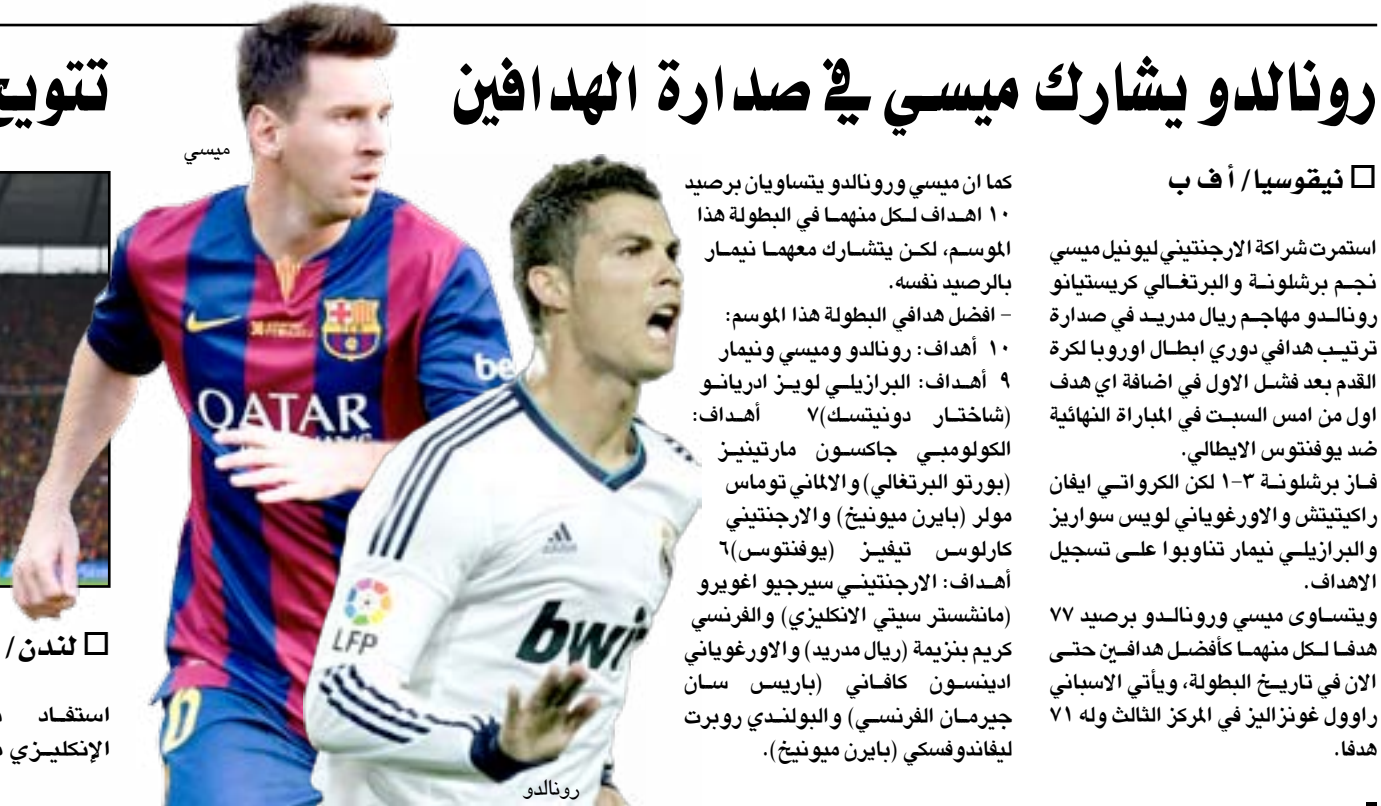 رونالدو يشارك ميسي في صدارة الهدافين
□ نيقوسيا/ أ ف ب
استمرت شراكة الارجنتيني ليونيل ميسي
نجم برشلونة والبرتغالي كريستيانو
رونالدو مهاجم ريال مدريد في صدارة
ترتيب هدافي دوري ابطال اوروبا لكرة
القدم بعد فشل الاول في اضافة اي هدف
اول من امس السبت في المباراة النهائية
ضد يوفنتوس الايطالي.
فاز برشلونة ٣-١ لكن الكرواتي ايفان
راكيتيتش والاورغوياني لويس سواريز
والبرازيلي نيمار تناوبوا على تسجيل
الاهداف.
ويتساوى ميسي ورونالدو برصيد ٧٧
هدفا لكل منهما كأفضل هدافين حتى
الان في تاريخ البطولة، ويأتي الاسباني
راوول غونزاليز في المركز الثالث وله ٧١
هدفا.
كما ان ميسي ورونالدو يتساويان برصيد
١٠ اهداف لكل منهما في البطولة هذا
الموسم، لكن يتشارك معهما نيمار
بالرصيد نفسه.
- افضل هدافي البطولة هذا الموسم:
١٠ أهداف: رونالدو وميسي ونيمار
٩ أهداف: البرازيلي لويز ادريانو
(شاختار دونيتسك)٧ أهداف:
الكولومبي جاكسون مارتينيز
(بورتو البرتغالي) والالماني توماس
مولر (بايرن ميونيخ) والارجنتيني
كارلوس تيفيز (يوفنتوس)٦
أهداف: الارجنتيني سيرجيو اغويرو
(مانشستر سيتي الانكليزي) والفرنسي
كريم بنزيمة (ريال مدريد) والاورغوياني
ادينسون كافاني (باريس سان
جيرمان الفرنسي) والبولندي روبرت
ليفاندوفسكي (بايرن ميونيخ).
ميسي
QATAR
be
adidas
LFP
bwi
رونالدو
تتويج
□ لندن/
استفاد
الإنكليزي